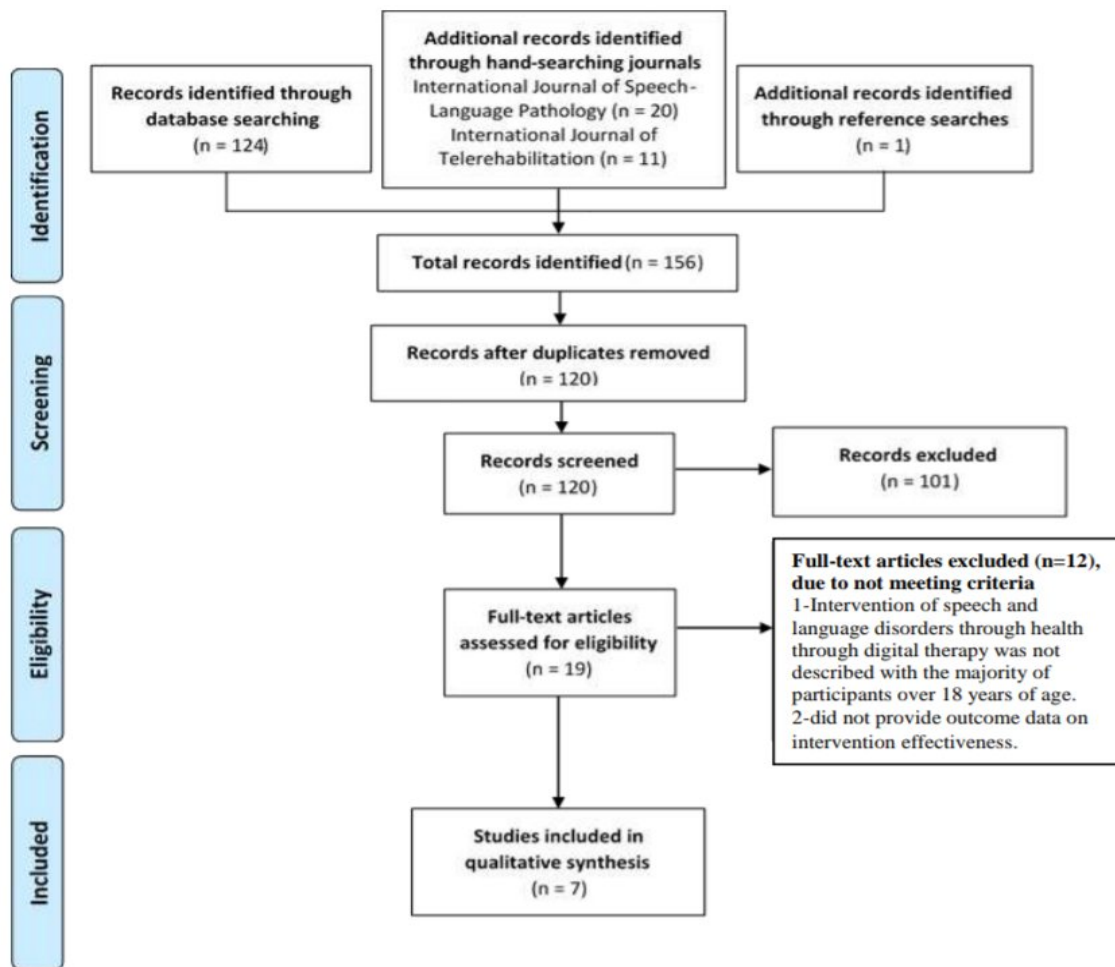 Additional records identified
through hand-searching journals
International Journal of Speech-
Language Pathology (n = 20)
International Journal of
Telerehabilitation (n = 11)
Records identified through
database searching
(n = 124)
Additional records identified
through reference searches
(n = 1)
Identification
Total records identified (n = 156)
Screening
Records after duplicates removed
(n = 120)
Records screened
(n = 120)
Records excluded
(n = 101)
Eligibility
Full-text articles
assessed for eligibility
(n = 19)
Full-text articles excluded (n=12),
due to not meeting criteria
1-Intervention of speech and
language disorders through health
through digital therapy was not
described with the majority of
participants over 18 years of age.
2-did not provide outcome data on
intervention effectiveness.
Included
Studies included in
qualitative synthesis
(n = 7)